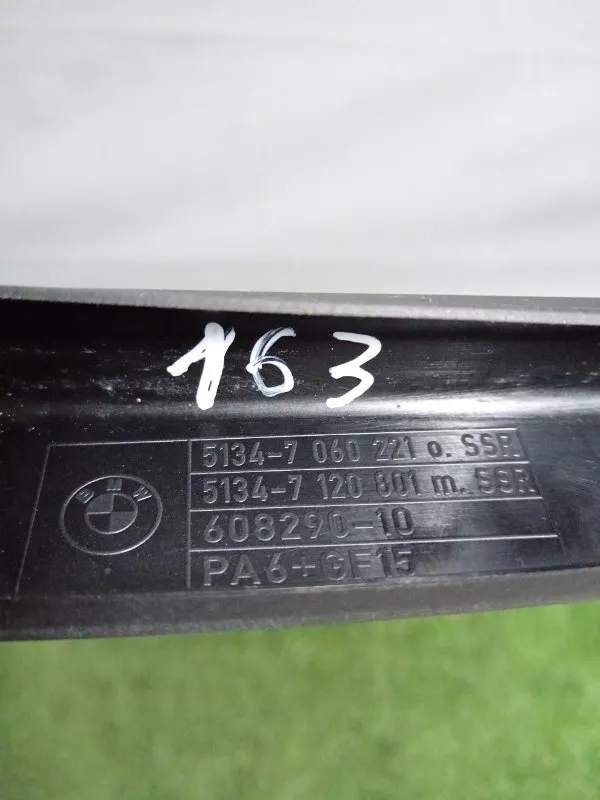 163
5134-7 060 221 o. SSR
5134-7 120 801 m. SSR
608290-10
PA6+GF15
BMW